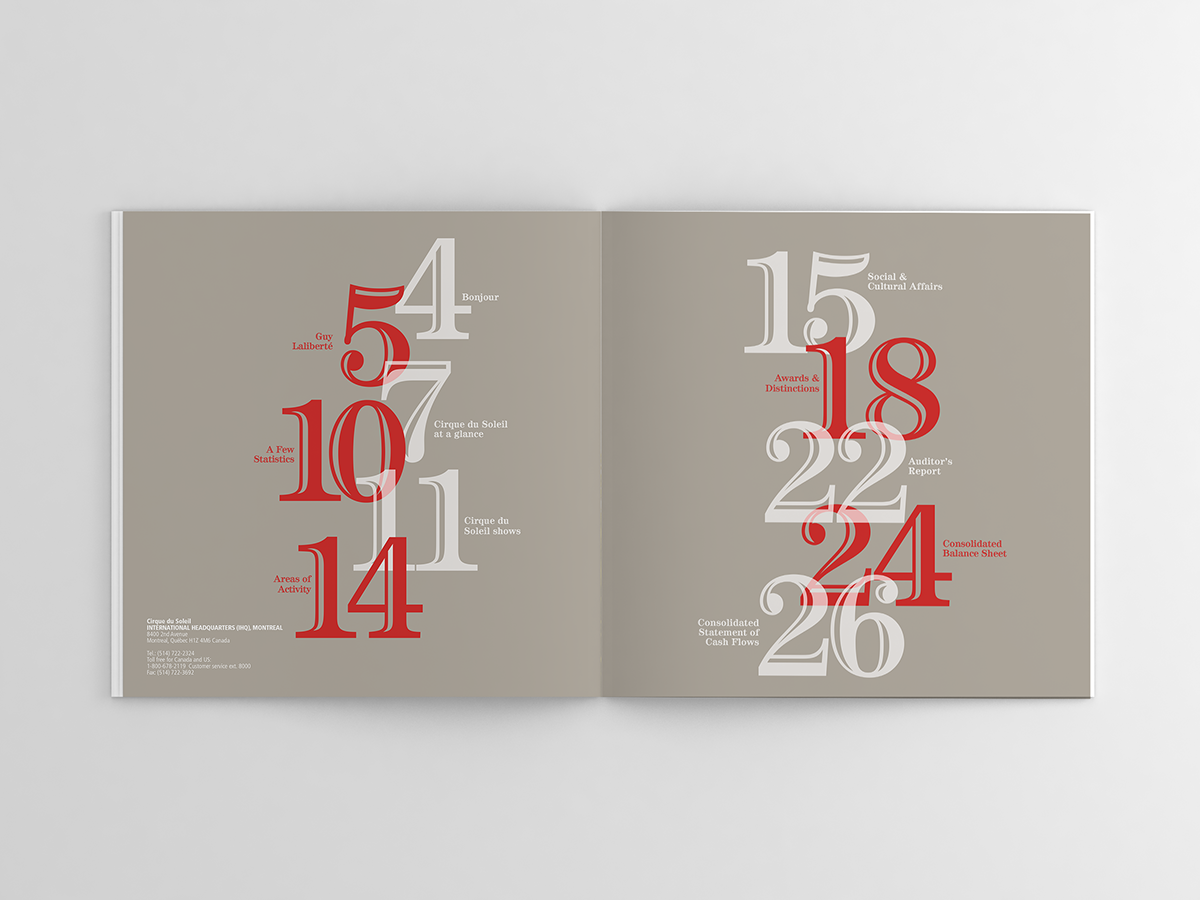 4
Bonjour
5
Guy
Laliberté
7
Cirque du Soleil
at a glance
10
A Few
Statistics
11
Cirque du
Soleil shows
14
Areas of
Activity
Cirque du Soleil
INTERNATIONAL HEADQUARTERS (IHQ), MONTREAL
8400 2nd Avenue
Montreal, Québec H1Z 4M6 Canada
Tel.: (514) 722-2324
Toll free for Canada and US:
1-800-678-2119 Customer service ext. 8000
Fax: (514) 722-3692
15
Social &
Cultural Affairs
18
Awards &
Distinctions
22
Auditor's
Report
24
Consolidated
Balance Sheet
26
Consolidated
Statement of
Cash Flows